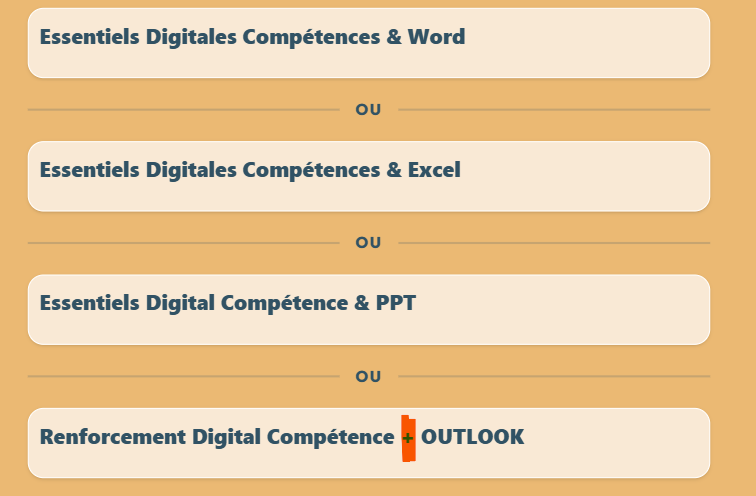 Essentiels Digitales Compétences & Word
OU
Essentiels Digitales Compétences & Excel
OU
Essentiels Digital Compétence & PPT
OU
Renforcement Digital Compétence + OUTLOOK